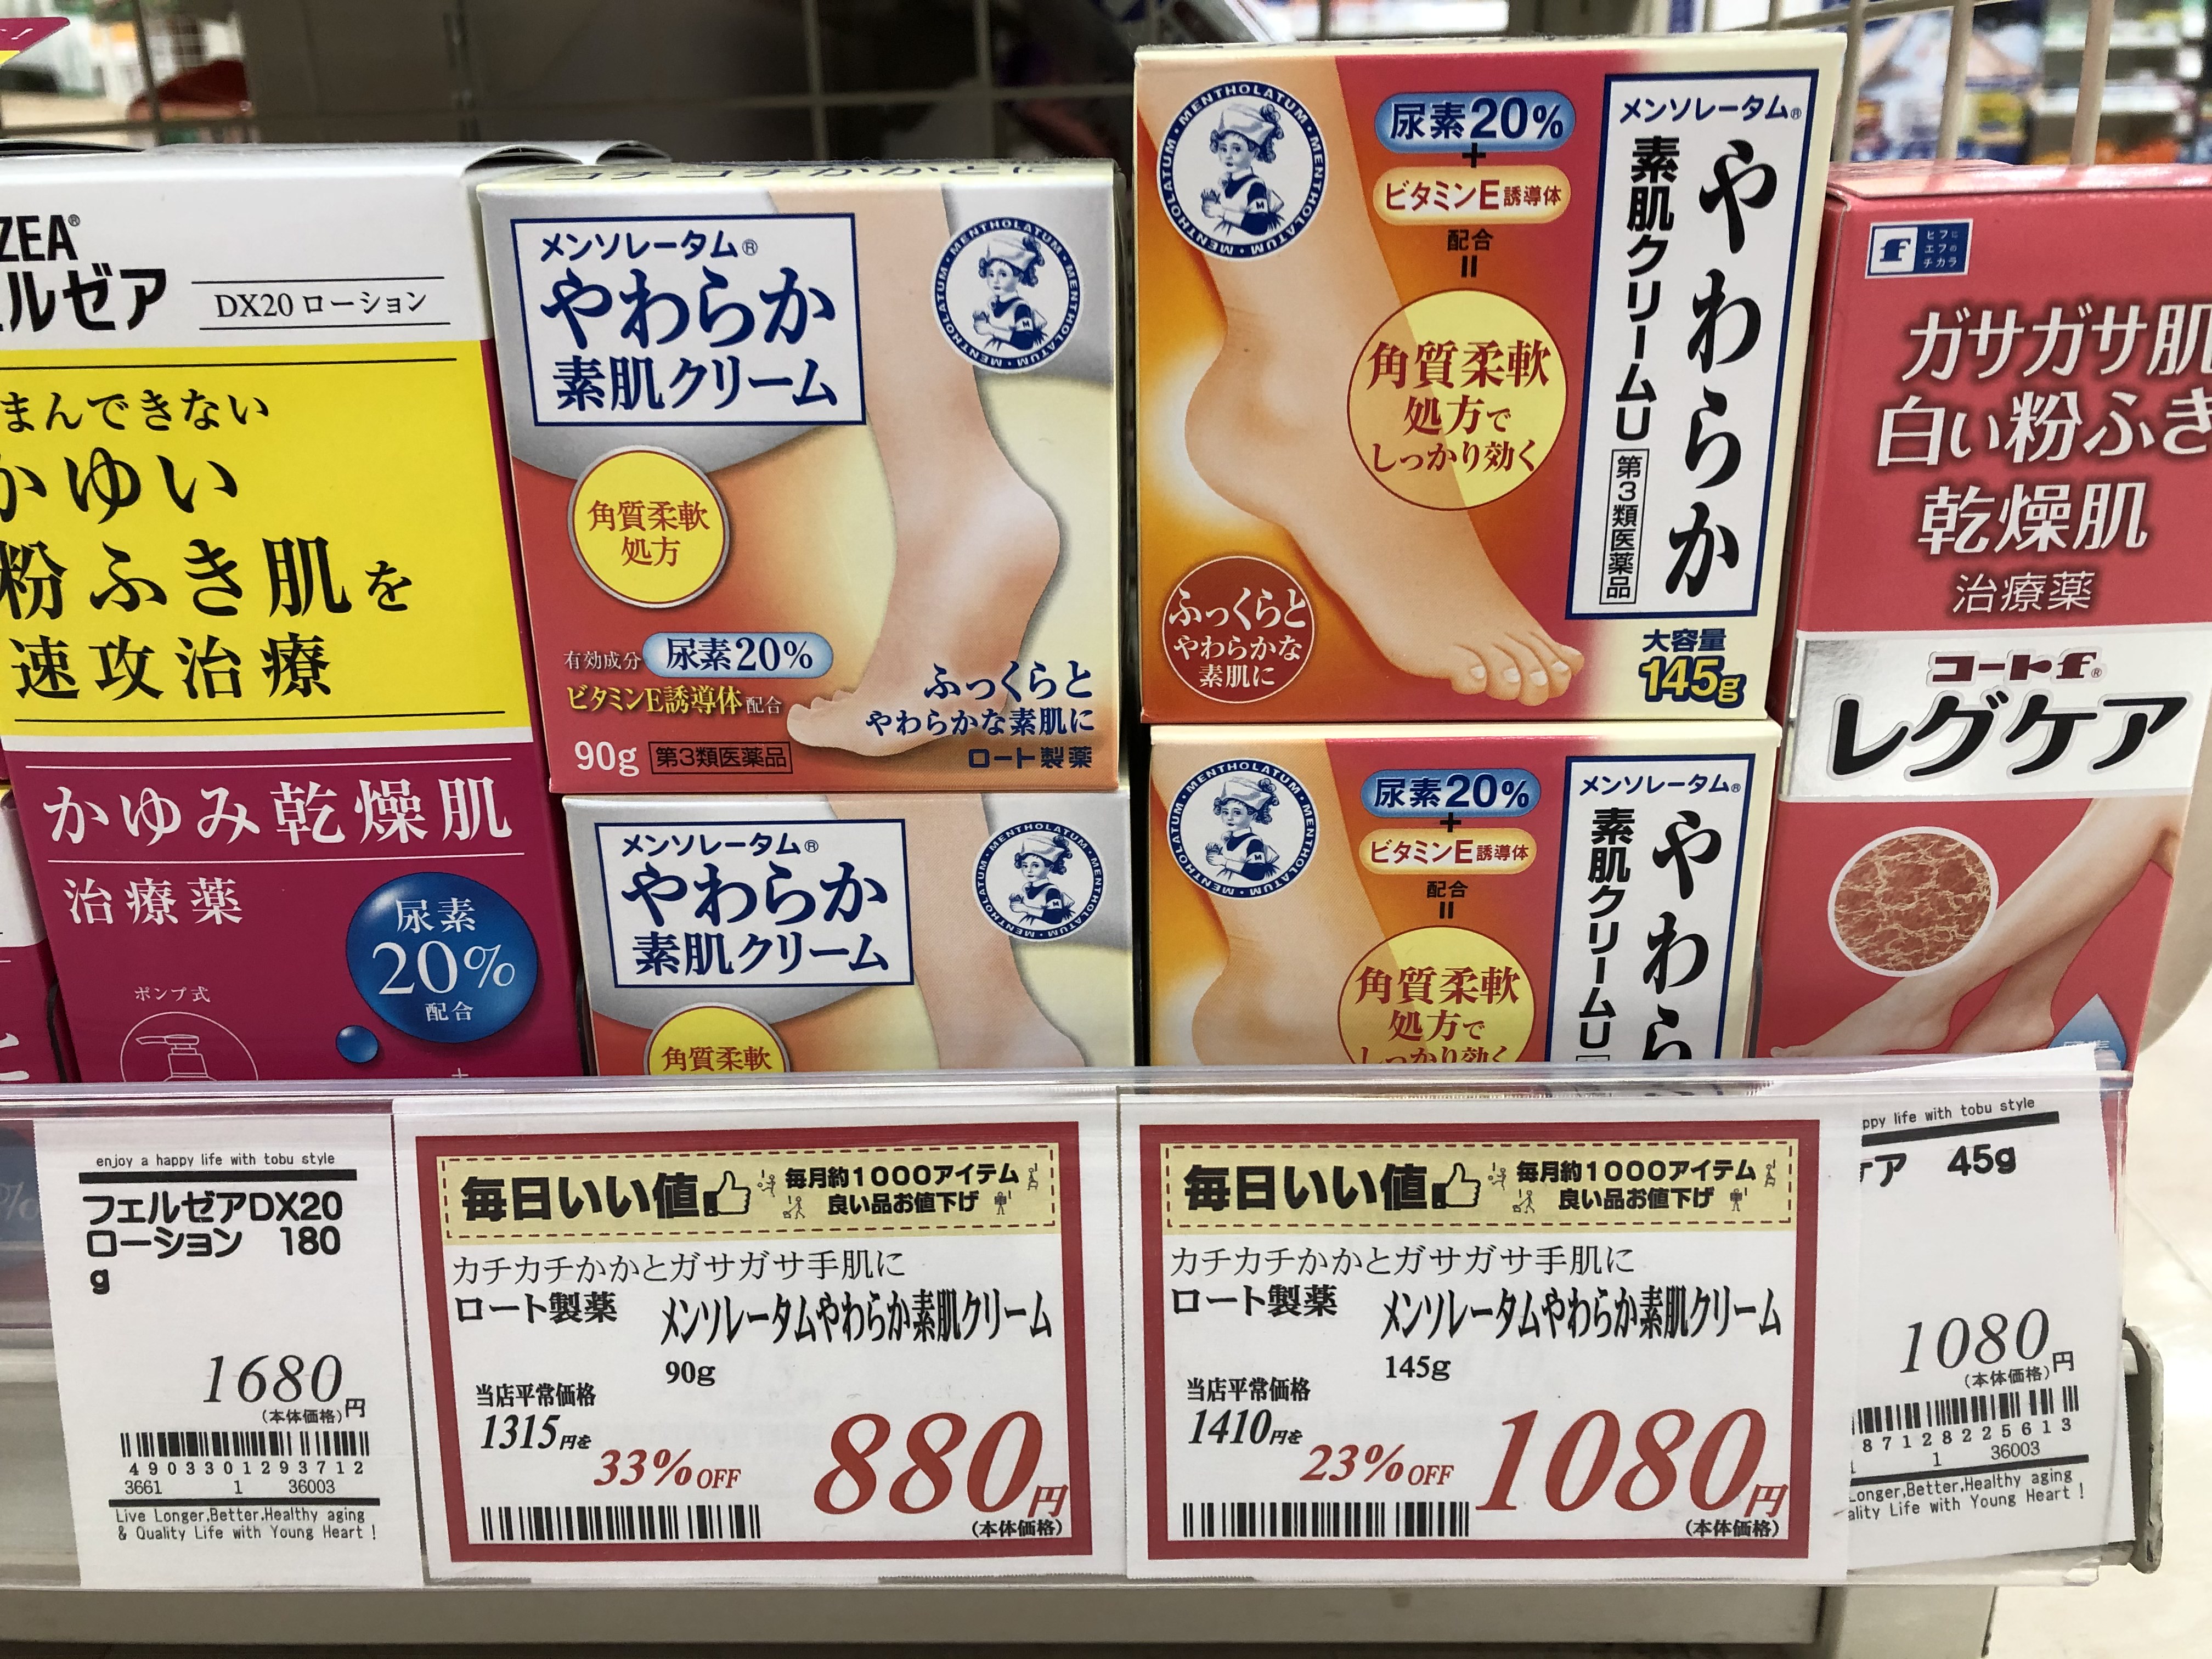 ZEA®
ルゼア
DX20 ローション
まんできない
かゆい
粉ふき肌を
速攻治療
かゆみ乾燥肌
治療薬
尿素
20%
配合
ポンプ式
メンソレータム®
やわらか
素肌クリーム
MENTHOLATUM・MENTHOLATUM・MENTHOLATUM
角質柔軟
処方
有効成分 尿素20%
ビタミンE誘導体配合
ふっくらと
やわらかな素肌に
90g 第3類医薬品
ロート製薬
メンソレータム®
やわらか
素肌クリーム
MENTHOLATUM・MENTHOLATUM・MENTHOLATUM
角質柔軟
MENTHOLATUM・MENTHOLATUM・MENTHOLATUM
尿素20%
+
ビタミンE誘導体
配合
=
角質柔軟
処方で
しっかり効く
メンソレータム®
やわらか
素肌クリームU
第3類医薬品
ふっくらと
やわらかな
素肌に
大容量
145g
MENTHOLATUM・MENTHOLATUM・MENTHOLATUM
尿素20%
+
ビタミンE誘導体
配合
=
角質柔軟
処方で
しっかり効く
メンソレータム®
やわら
素肌クリームU
f
ヒフに
エフの
チカラ
ガサガサ肌
白い粉ふき
乾燥肌
治療薬
コートf®
レグケア
enjoy a happy life with tobu style
フェルゼアDX20
ローション 180
g
1680円
(本体価格)
4903301293712
3661 1 36003
Live Longer,Better,Healthy aging
& Quality Life with Young Heart !
毎日いい値
毎月約1000アイテム
良い品お値下げ
カチカチかかとガサガサ手肌に
ロート製薬 メンソレータムやわらか素肌クリーム
90g
当店平常価格
1315円を
33%OFF
880円
(本体価格)
毎日いい値
毎月約1000アイテム
良い品お値下げ
カチカチかかとガサガサ手肌に
ロート製薬 メンソレータムやわらか素肌クリーム
145g
当店平常価格
1410円を
23%OFF
1080円
(本体価格)
ppy life with tobu style
ケア 45g
1080円
(本体価格)
87128225613
1 36003
Longer,Better,Healthy aging
ality Life with Young Heart !